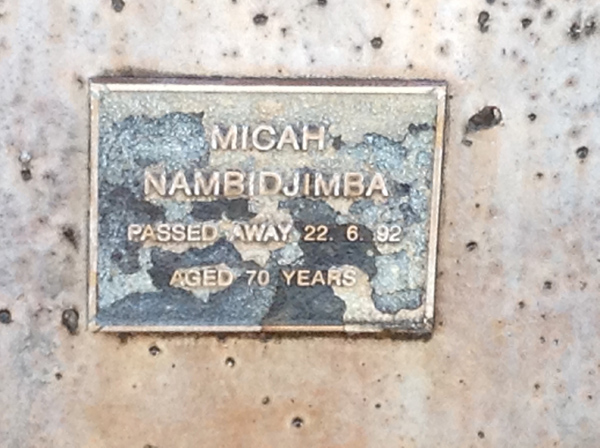 MICAH
NAMBIDJIMBA
PASSED AWAY 22. 6. 92
AGED 70 YEARS